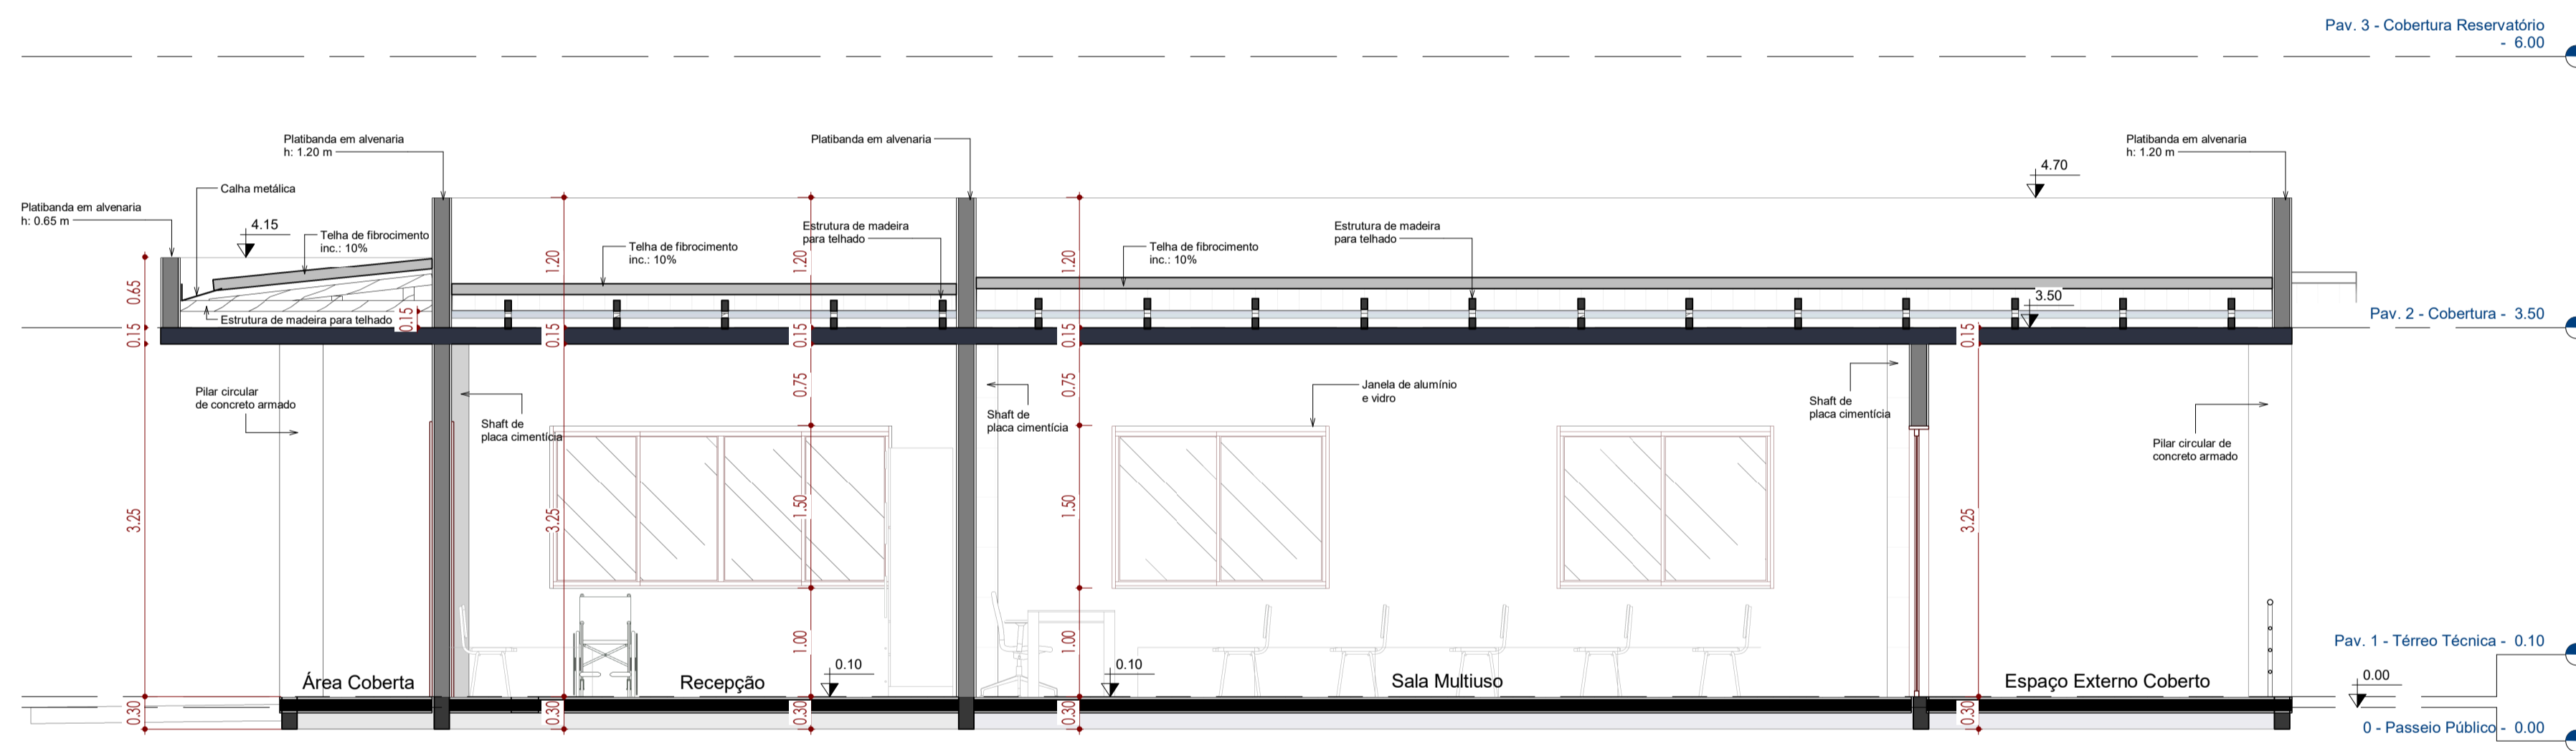 Pav. 3 - Cobertura Reservatório
- 6.00
Platibanda em alvenaria
h: 1.20 m
Platibanda em alvenaria
Platibanda em alvenaria
h: 1.20 m
4.70
Calha metálica
Platibanda em alvenaria
h: 0.65 m
4.15
Telha de fibrocimento
inc.: 10%
Estrutura de madeira
para telhado
Telha de fibrocimento
inc.: 10%
Estrutura de madeira
para telhado
Telha de fibrocimento
inc.: 10%
1.20
1.20
1.20
0.65
3.50
Pav. 2 - Cobertura - 3.50
Estrutura de madeira para telhado
0.15
0.15
0.15
0.15
0.15
0.15
Pilar circular
de concreto armado
Shaft de
placa cimentícia
0.75
Shaft de
placa cimentícia
0.75
Janela de alumínio
e vidro
Shaft de
placa cimentícia
Pilar circular de
concreto armado
3.25
3.25
1.50
1.50
3.25
1.00
1.00
Pav. 1 - Térreo Técnica - 0.10
0.10
0.10
0.00
Área Coberta
Recepção
Sala Multiuso
Espaço Externo Coberto
0.30
0.30
0.30
0.30
0.30
0 - Passeio Público - 0.00